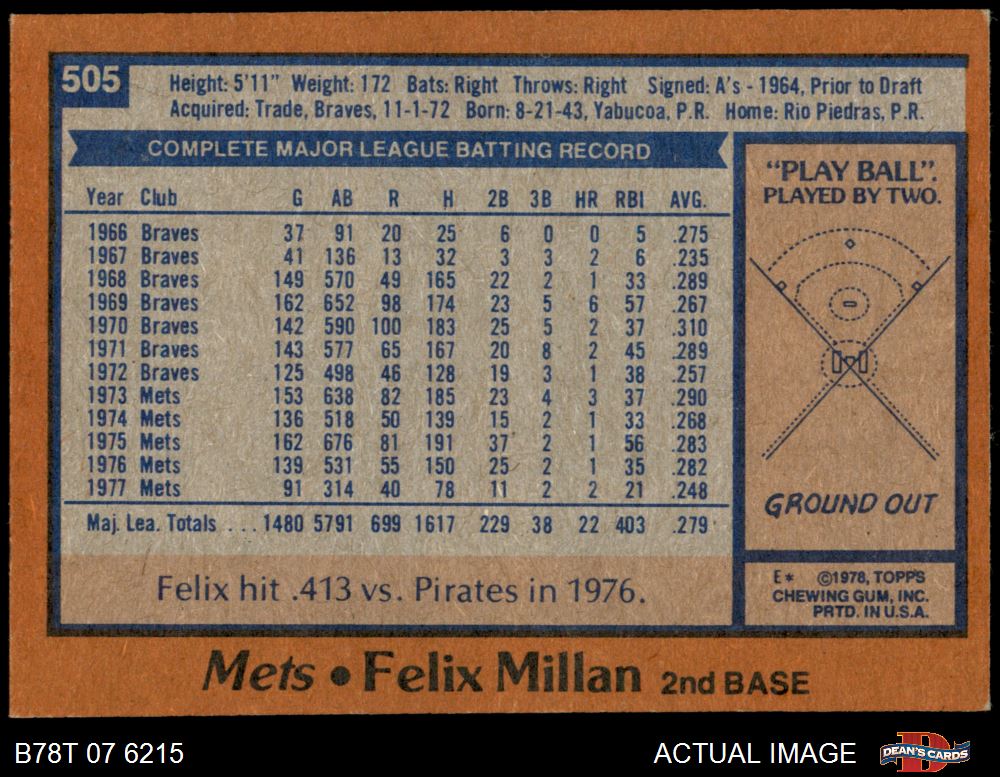 505
Height: 5'11" Weight: 172 Bats: Right Throws: Right Signed: A's - 1964, Prior to Draft
Acquired: Trade, Braves, 11-1-72 Born: 8-21-43, Yabucoa, P.R. Home: Rio Piedras, P.R.
COMPLETE MAJOR LEAGUE BATTING RECORD
Year Club G AB R H 2B 3B HR RBI AVG.
1966 Braves 37 91 20 25 6 0 0 5 .275
1967 Braves 41 136 13 32 3 3 2 6 .235
1968 Braves 149 570 49 165 22 2 1 33 .289
1969 Braves 162 652 98 174 23 5 6 57 .267
1970 Braves 142 590 100 183 25 5 2 37 .310
1971 Braves 143 577 65 167 20 8 2 45 .289
1972 Braves 125 498 46 128 19 3 1 38 .257
1973 Mets 153 638 82 185 23 4 3 37 .290
1974 Mets 136 518 50 139 15 2 1 33 .268
1975 Mets 162 676 81 191 37 2 1 56 .283
1976 Mets 139 531 55 150 25 2 1 35 .282
1977 Mets 91 314 40 78 11 2 2 21 .248
Maj. Lea. Totals . . . 1480 5791 699 1617 229 38 22 403 .279
Felix hit .413 vs. Pirates in 1976.
"PLAY BALL".
PLAYED BY TWO.
GROUND OUT
E* ©1978, TOPPS
CHEWING GUM, INC.
PRTD. IN U.S.A.
Mets • Felix Millan 2nd BASE
B78T 07 6215
ACTUAL IMAGE
DEAN'S CARDS